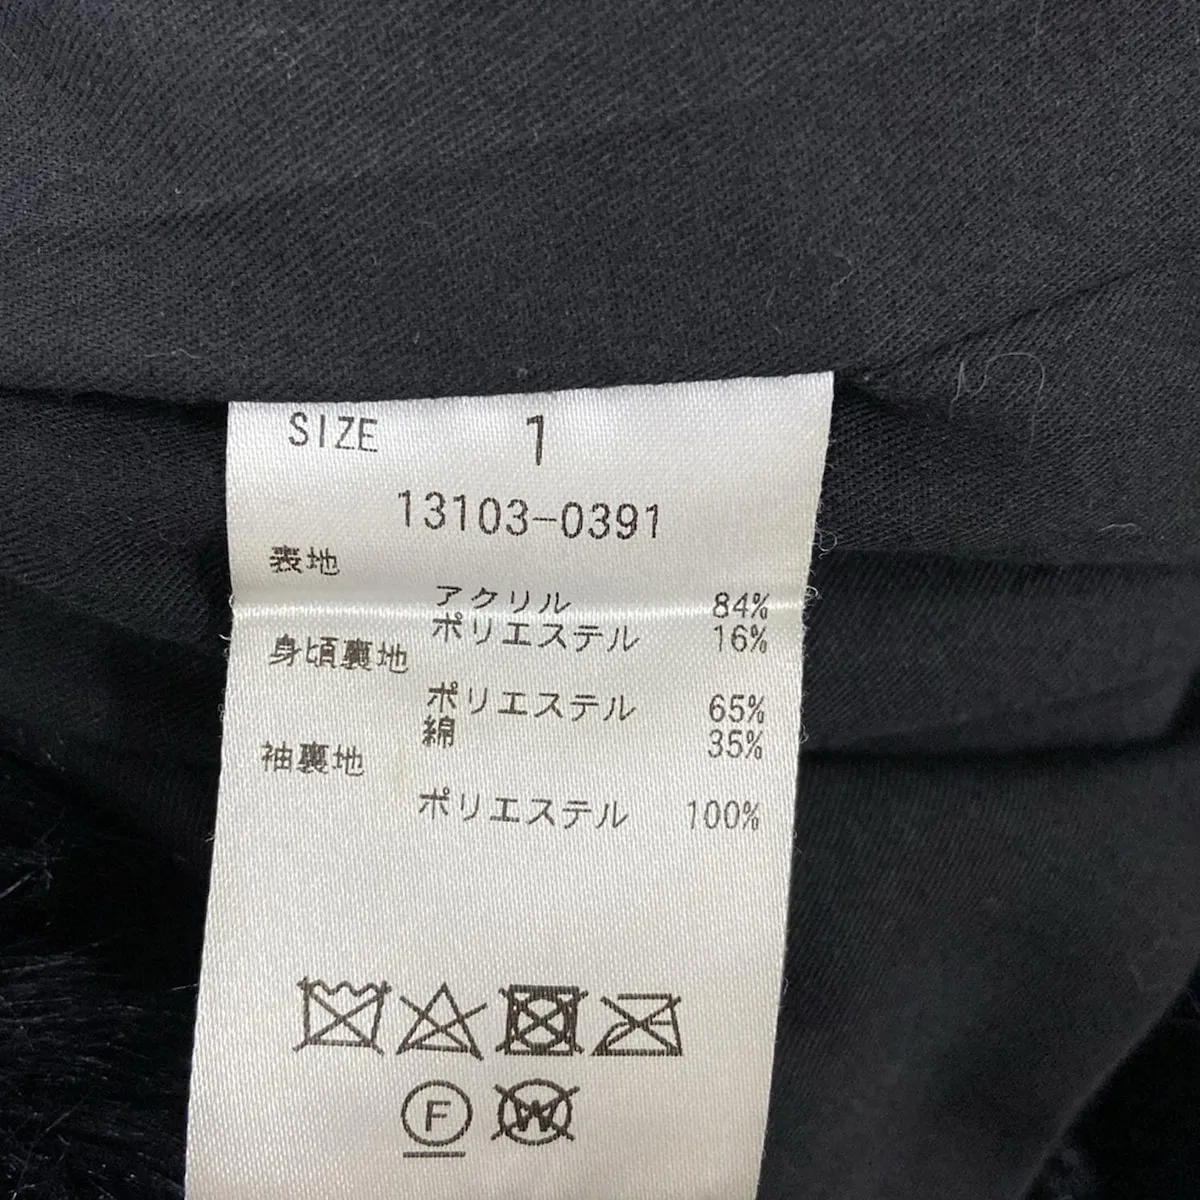 SIZE 1
13103-0391
表地
アクリル 84%
ポリエステル 16%
身頃裏地
ポリエステル 65%
綿 35%
袖裏地
ポリエステル 100%
F W